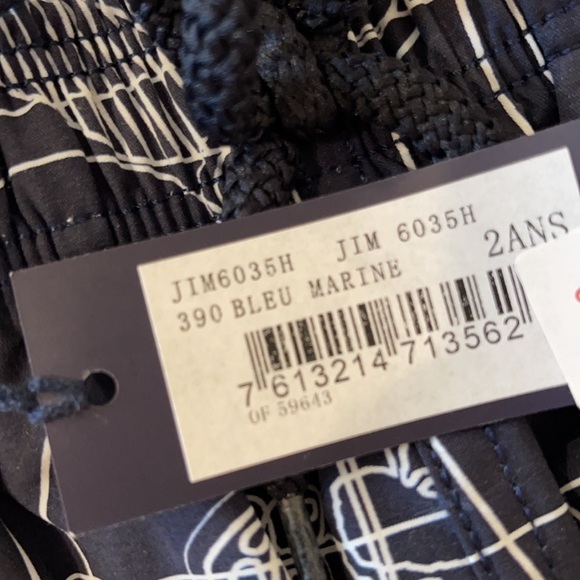 JIM6035H JIM 6035H
390 BLEU MARINE 2ANS
7 613214 713562
OF 59643